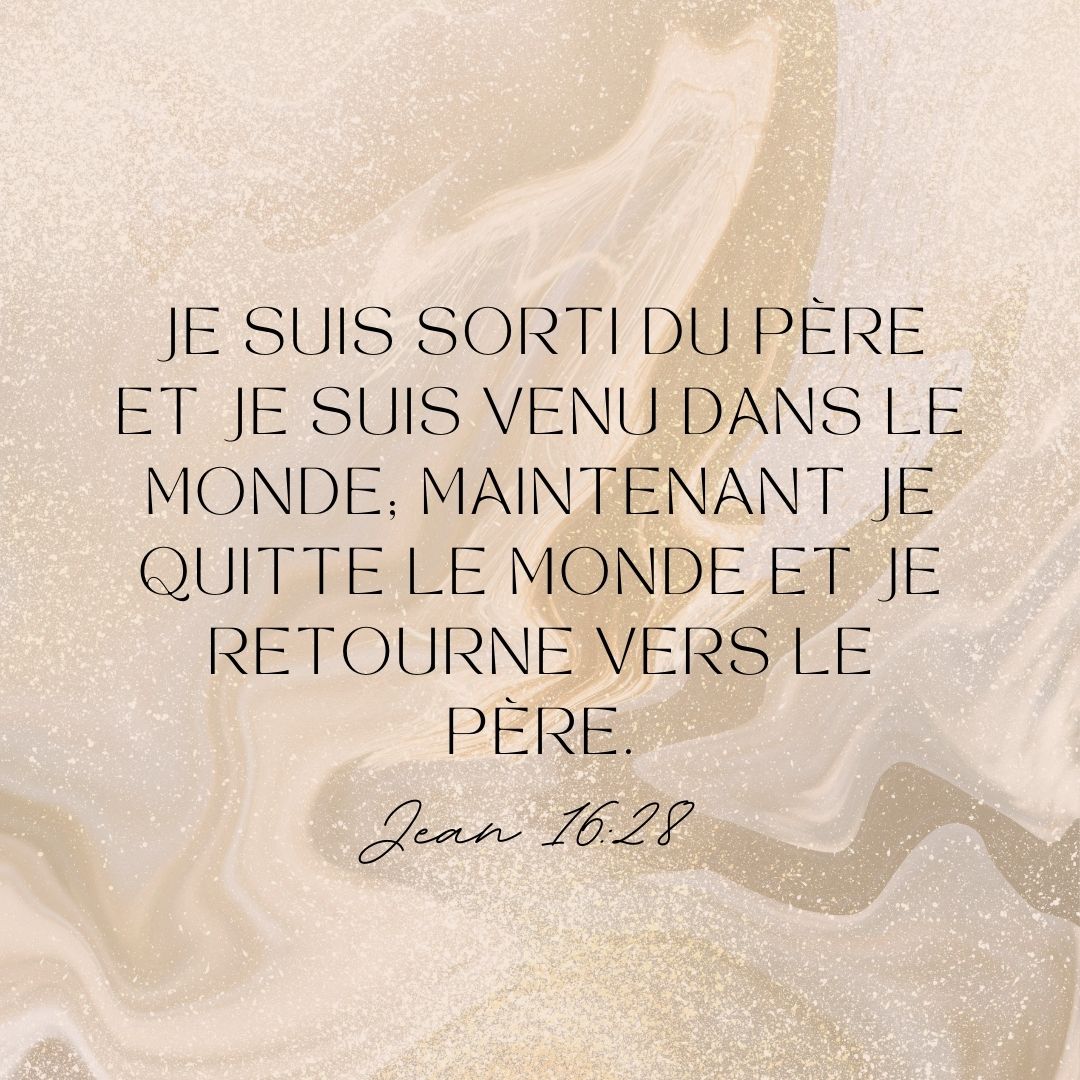 JE SUIS SORTI DU PÈRE
ET JE SUIS VENU DANS LE
MONDE; MAINTENANT JE
QUITTE LE MONDE ET JE
RETOURNE VERS LE
PÈRE.
Jean 16:28